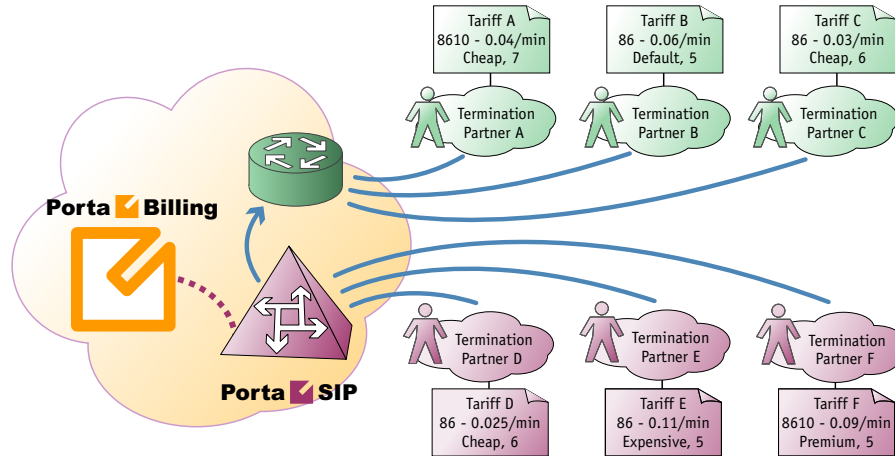 Tariff A
8610 - 0.04/min
Cheap, 7
Tariff B
86 - 0.06/min
Default, 5
Tariff C
86 - 0.03/min
Cheap, 6
Termination
Partner A
Termination
Partner B
Termination
Partner C
Porta Billing
Porta SIP
Termination
Partner D
Termination
Partner E
Termination
Partner F
Tariff D
86 - 0.025/min
Cheap, 6
Tariff E
86 - 0.11/min
Expensive, 5
Tariff F
8610 - 0.09/min
Premium, 5